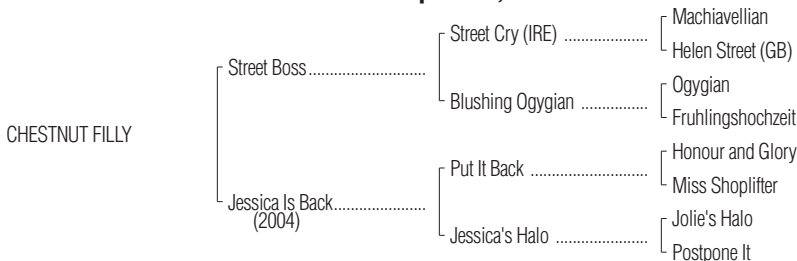 Machiavellian
Street Cry (IRE) ....................
Helen Street (GB)
Street Boss............................
Ogygian
Blushing Ogygian ................
Fruhlingshochzeit
CHESTNUT FILLY
Honour and Glory
Put It Back ............................
Miss Shoplifter
Jessica Is Back......................
(2004)
Jolie's Halo
Jessica's Halo ......................
Postpone It